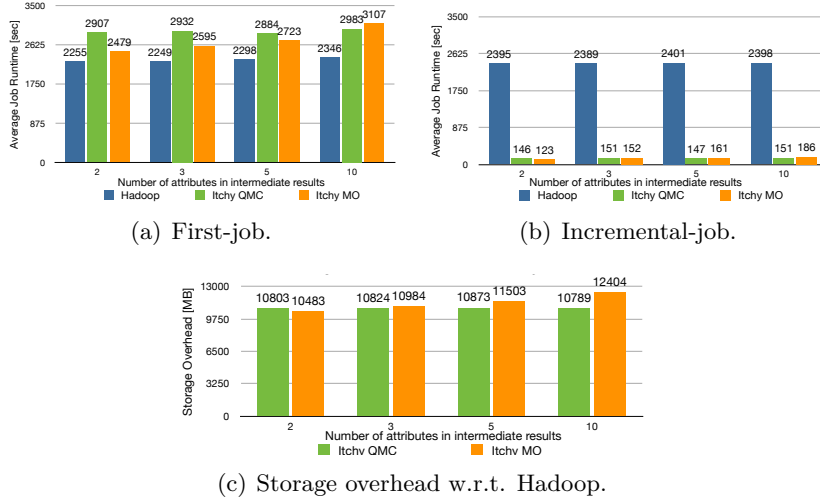 3500
2625
1750
875
0
Average Job Runtime [sec]
2255 2907 2479
2249 2932 2595
2298 2884 2723
2346 2983 3107
2 3 5 10
Number of attributes in intermediate results
Hadoop Itchy QMC Itchy MO
(a) First-job.
3500
2625
1750
875
0
Average Job Runtime [sec]
2395 146 123
2389 151 152
2401 147 161
2398 151 186
2 3 5 10
Number of attributes in intermediate results
Hadoop Itchy QMC Itchy MO
(b) Incremental-job.
13000
9750
6500
3250
0
Storage Overhead [MB]
10803 10483
10824 10984
10873 11503
10789 12404
2 3 5 10
Number of attributes in intermediate results
Itchy QMC Itchy MO
(c) Storage overhead w.r.t. Hadoop.